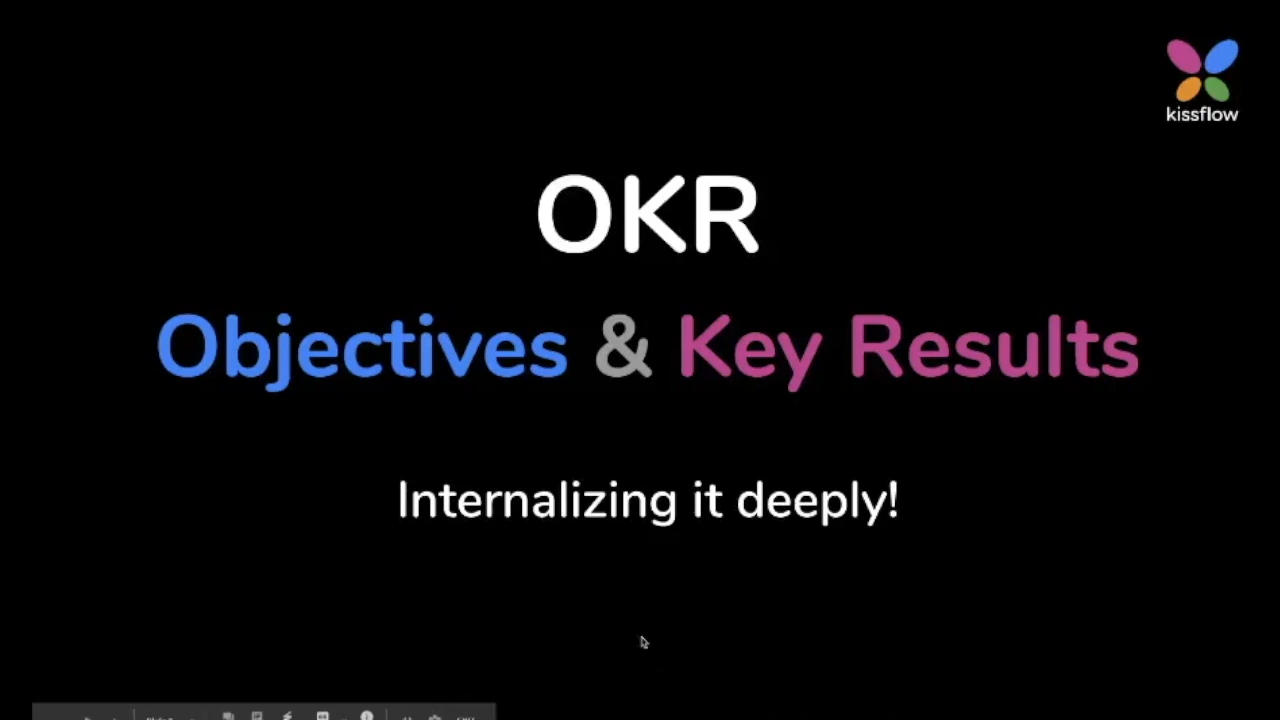 kissflow
OKR
Objectives & Key Results
Internalizing it deeply!